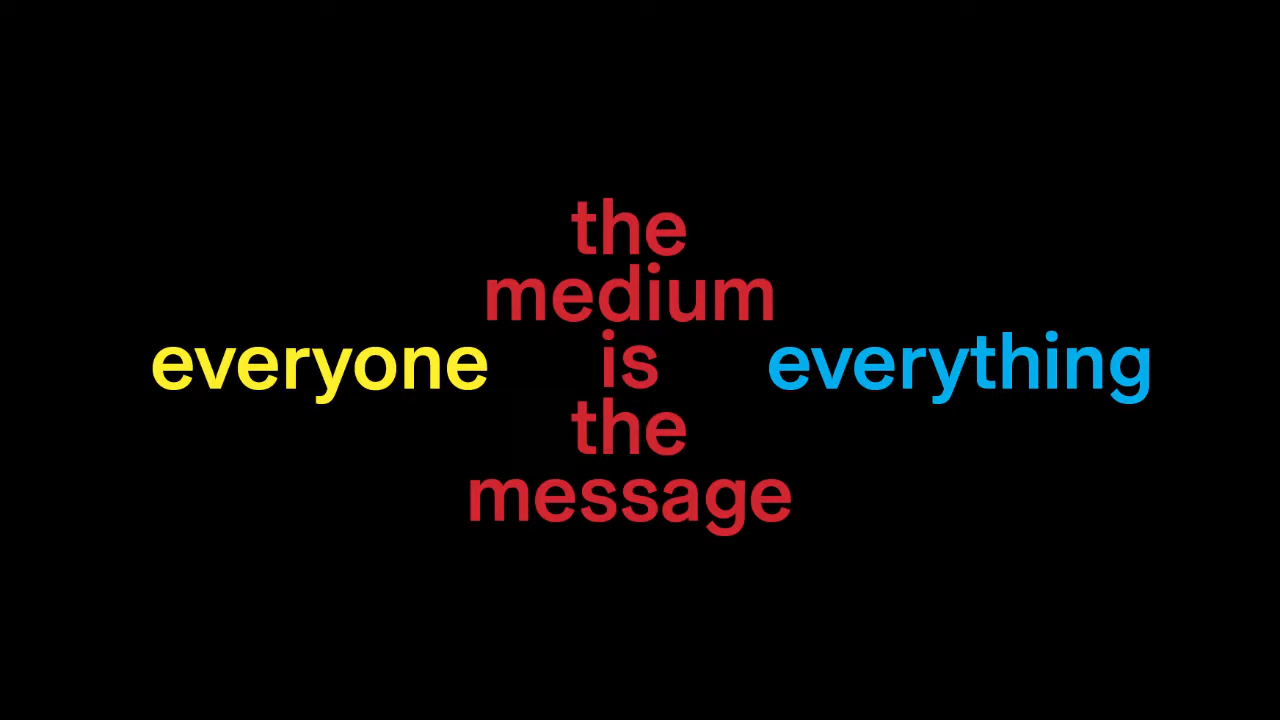 the
medium
everyone is everything
the
message